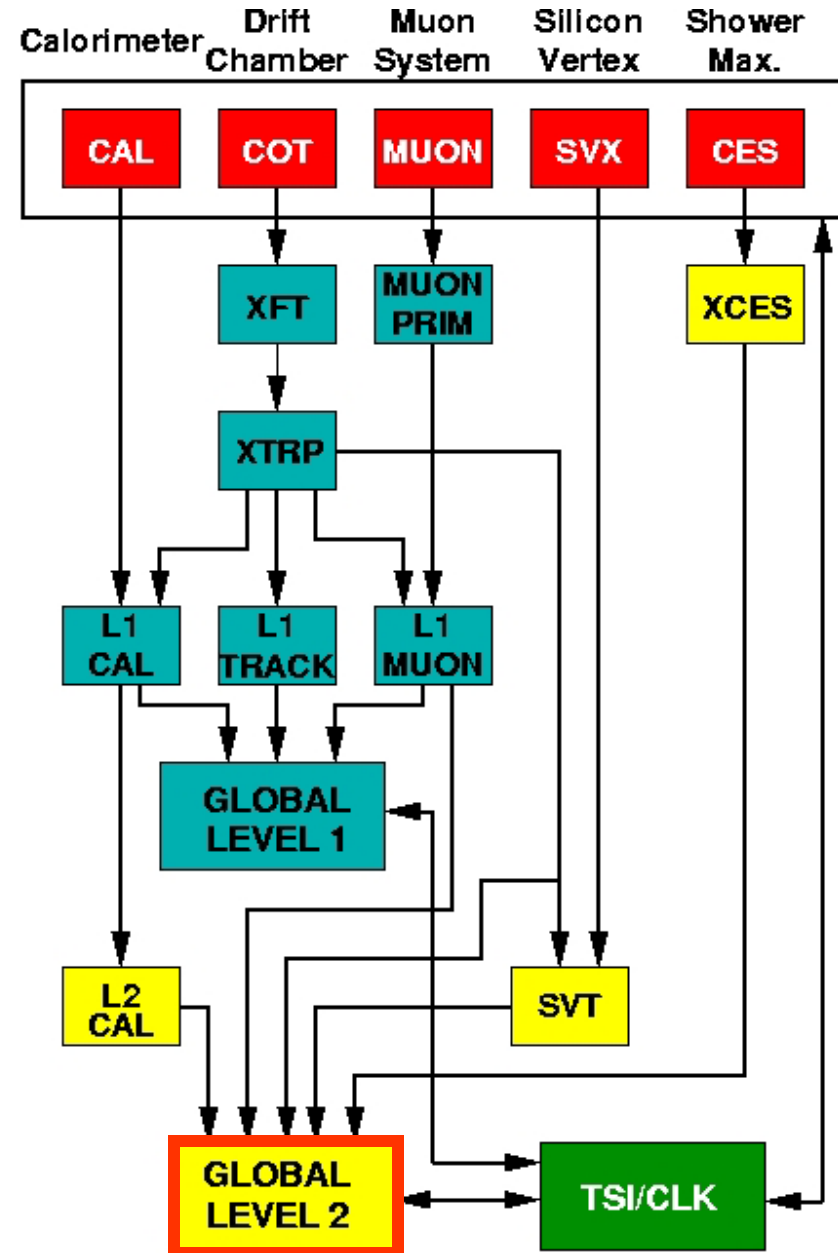 Calorimeter
Drift
Chamber
Muon
System
Silicon
Vertex
Shower
Max.
CAL
COT
MUON
SVX
CES
XFT
MUON
PRIM
XCES
XTRP
L1
CAL
L1
TRACK
L1
MUON
GLOBAL
LEVEL 1
L2
CAL
SVT
GLOBAL
LEVEL 2
TSI/CLK